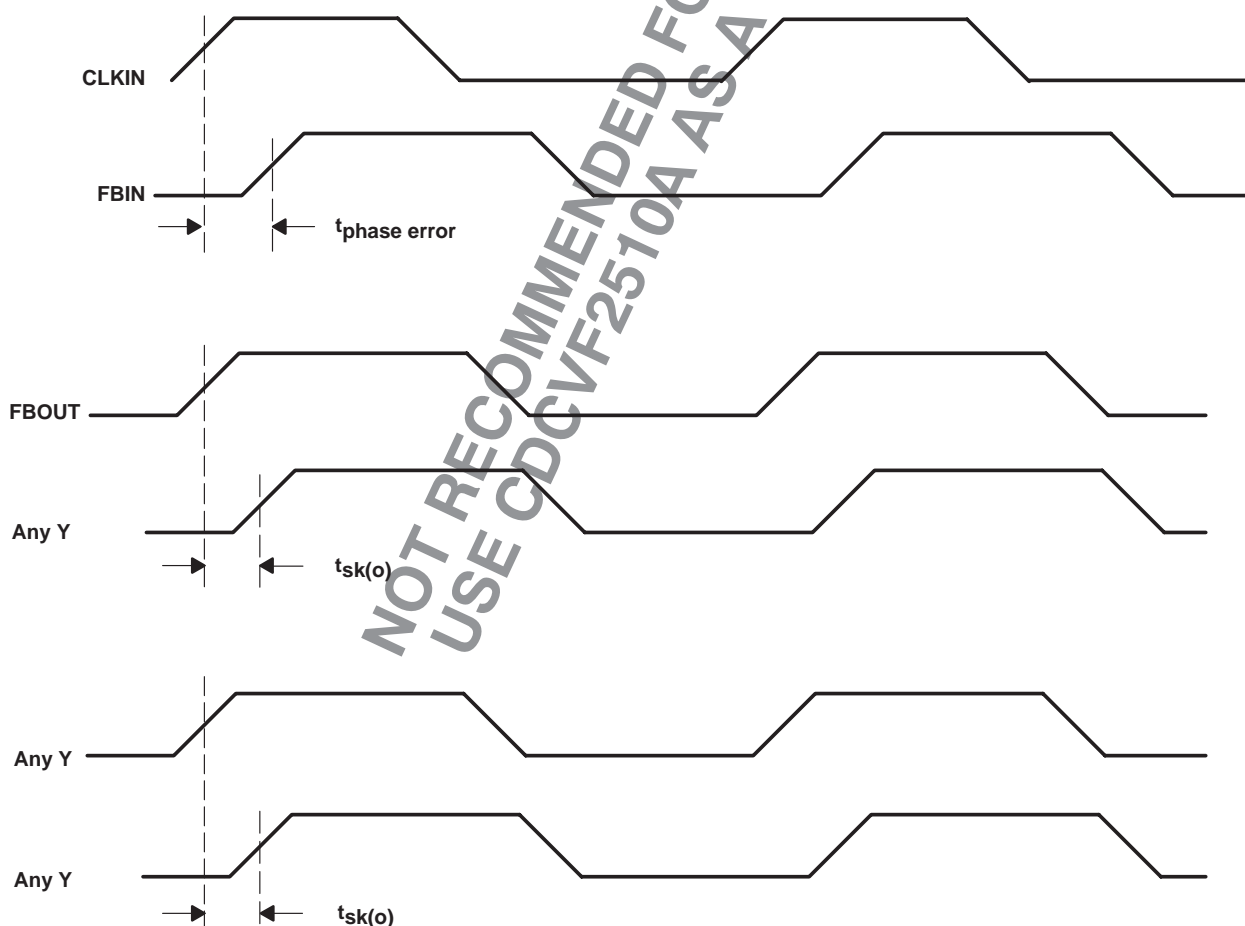 CLKIN
FBIN
tphase error
FBOUT
Any Y
tsk(o)
Any Y
Any Y
tsk(o)
NOT RECOMMENDED FO
USE CDCVF2510A AS A